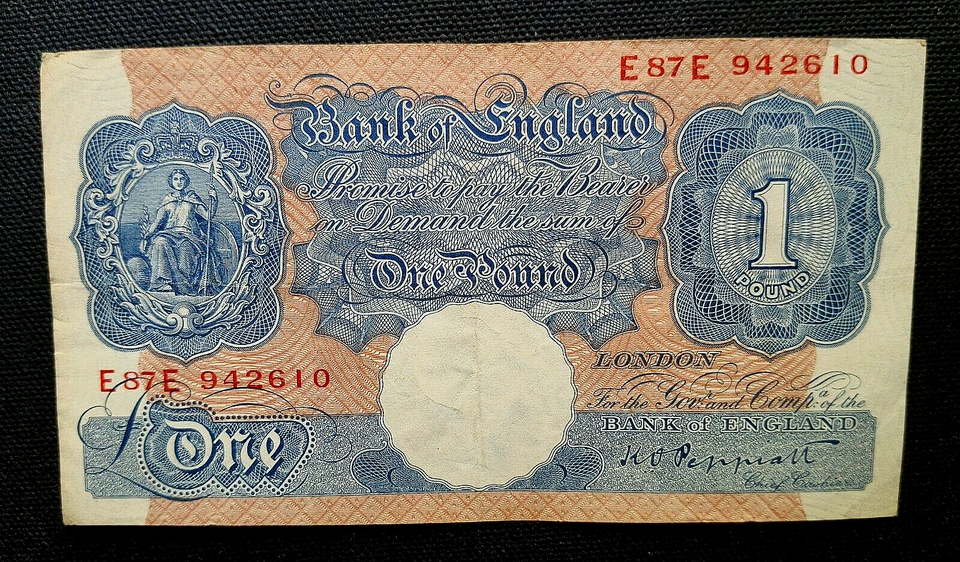 E87E 942610
Bank of England
Promise to pay the Bearer
on Demand the sum of
One Pound
1
POUND
LONDON
E87E 942610
For the Govr. and Compa. of the
BANK of ENGLAND
£One
K O Peppiatt
Chief Cashier